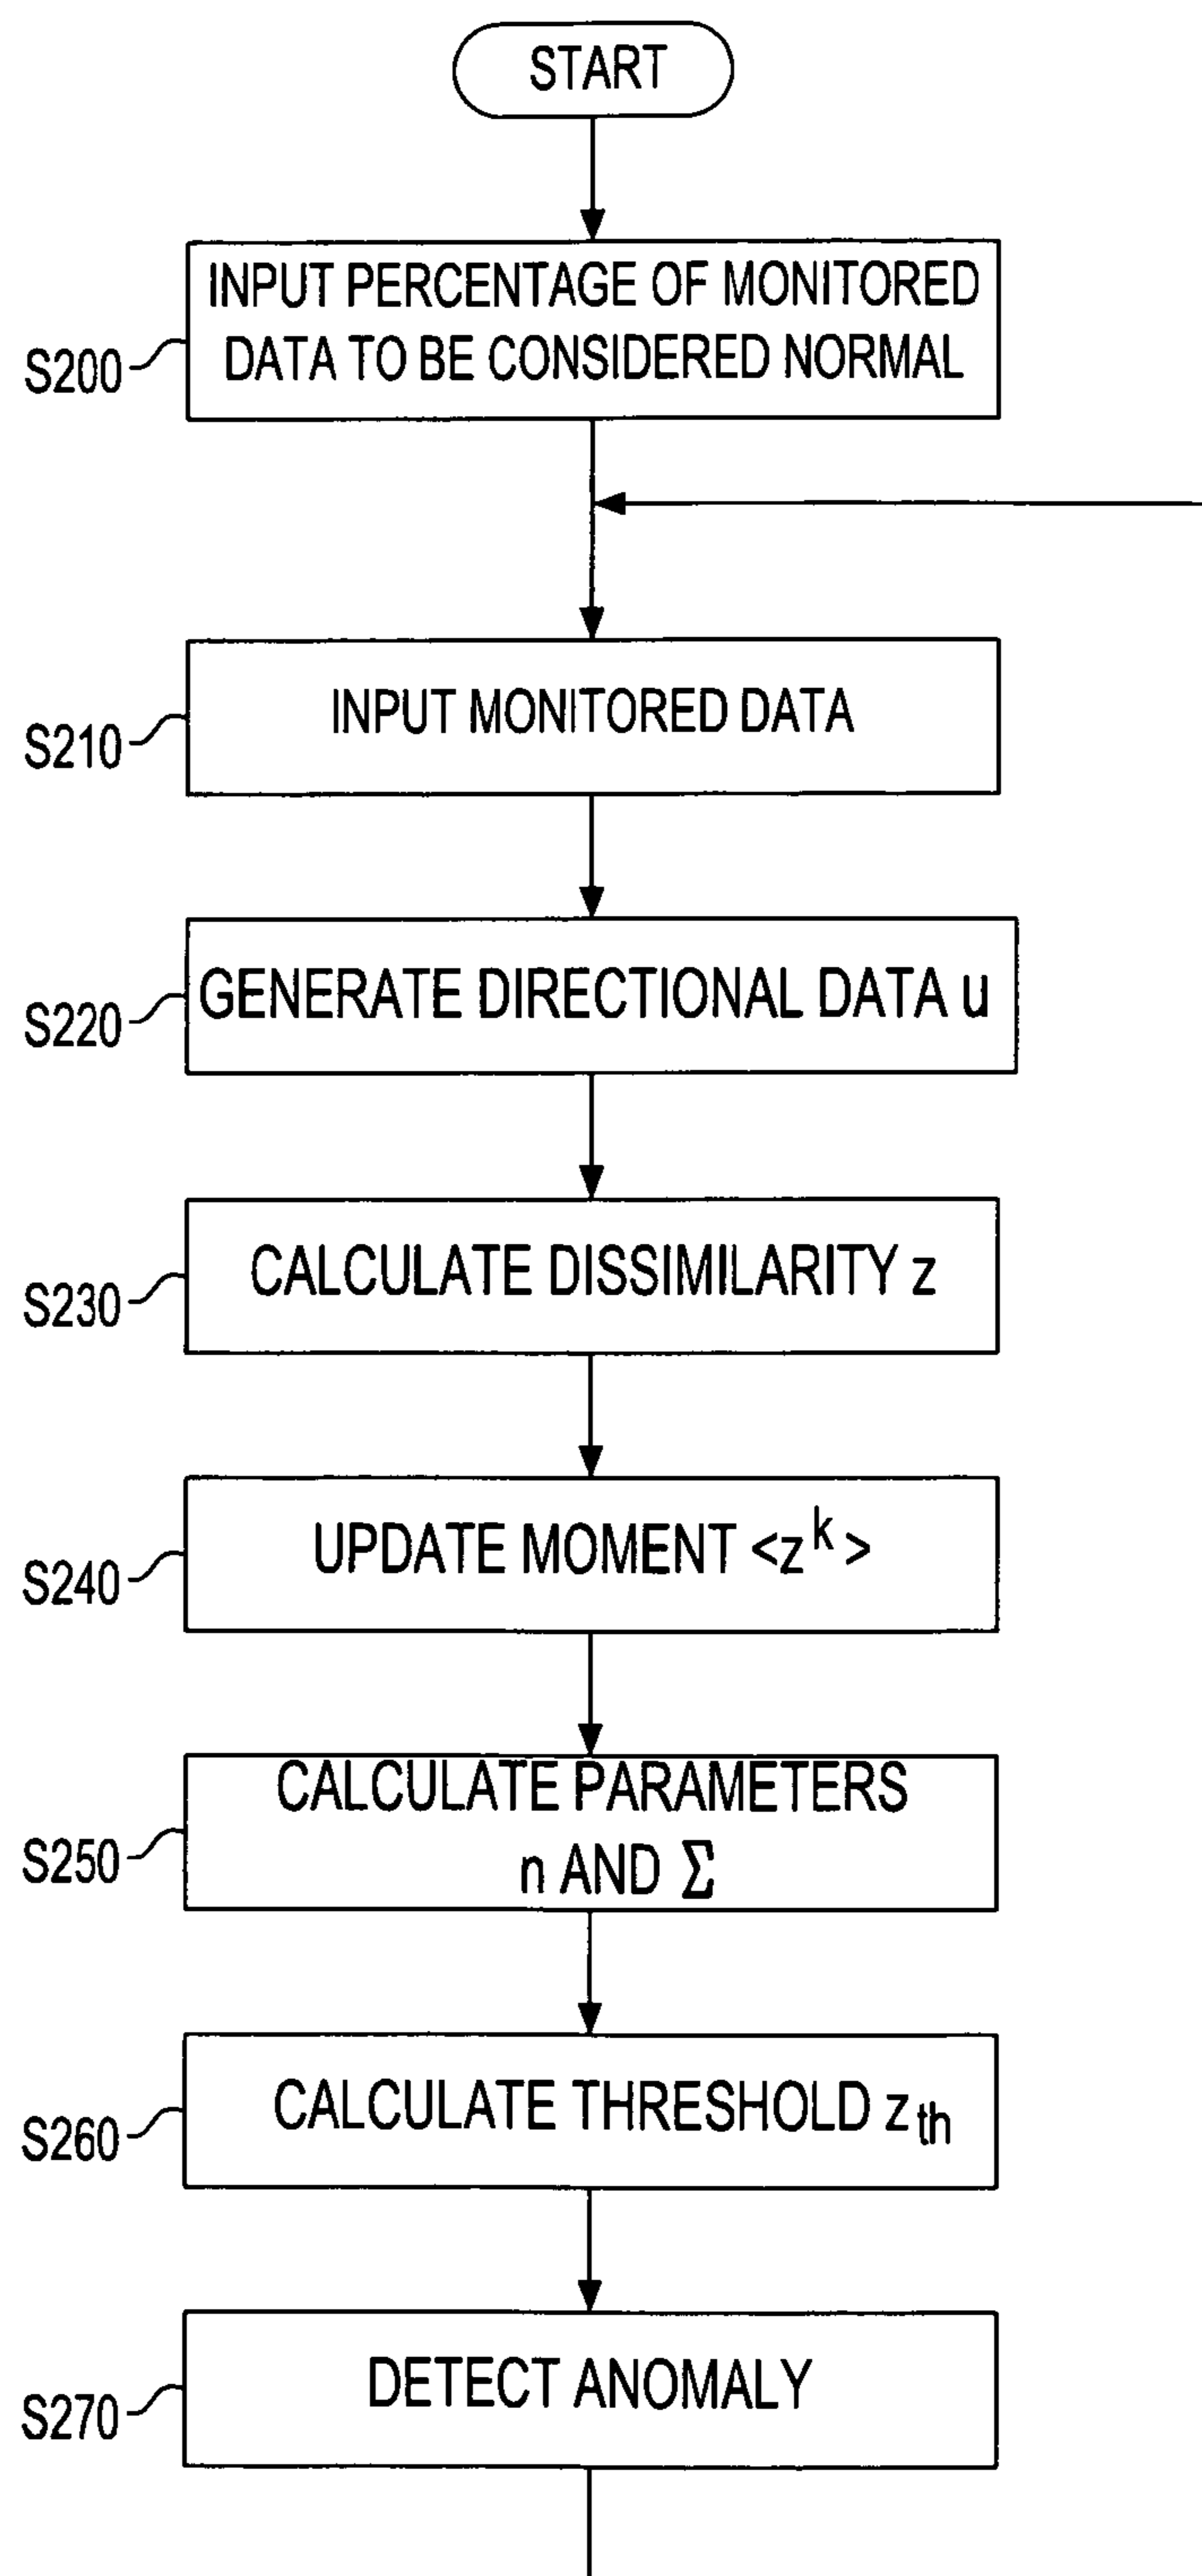 START
INPUT PERCENTAGE OF MONITORED
DATA TO BE CONSIDERED NORMAL
S200
INPUT MONITORED DATA
S210
GENERATE DIRECTIONAL DATA u
S220
CALCULATE DISSIMILARITY z
S230
UPDATE MOMENT <z^k>
S240
CALCULATE PARAMETERS
n AND Σ
S250
CALCULATE THRESHOLD z_th
S260
DETECT ANOMALY
S270